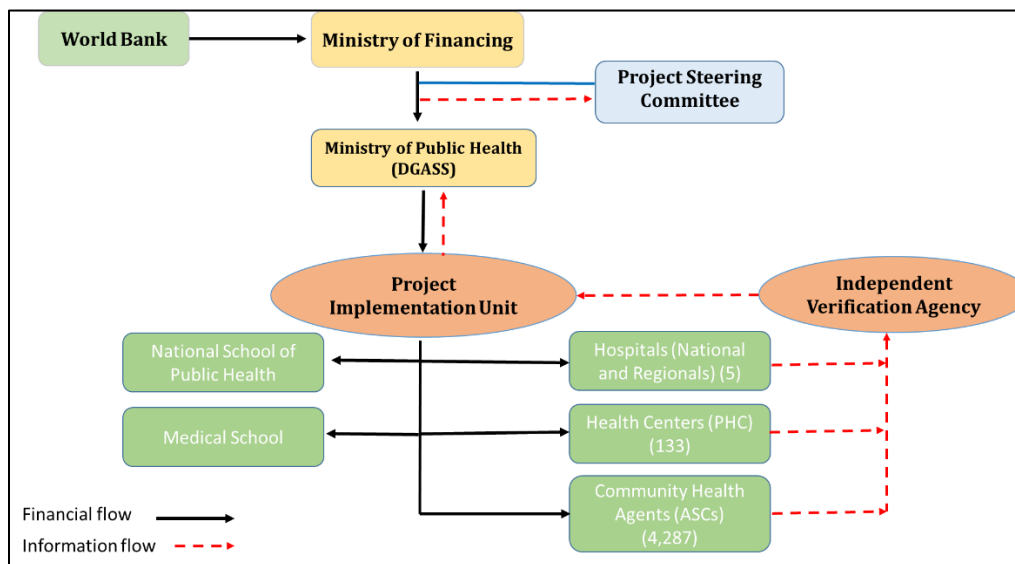 World Bank
Ministry of Financing
Project Steering
Committee
Ministry of Public Health
(DGASS)
Project
Implementation Unit
Independent
Verification Agency
National School of
Public Health
Hospitals (National
and Regionals) (5)
Medical School
Health Centers (PHC)
(133)
Community Health
Agents (ASCs)
(4,287)
Financial flow
Information flow